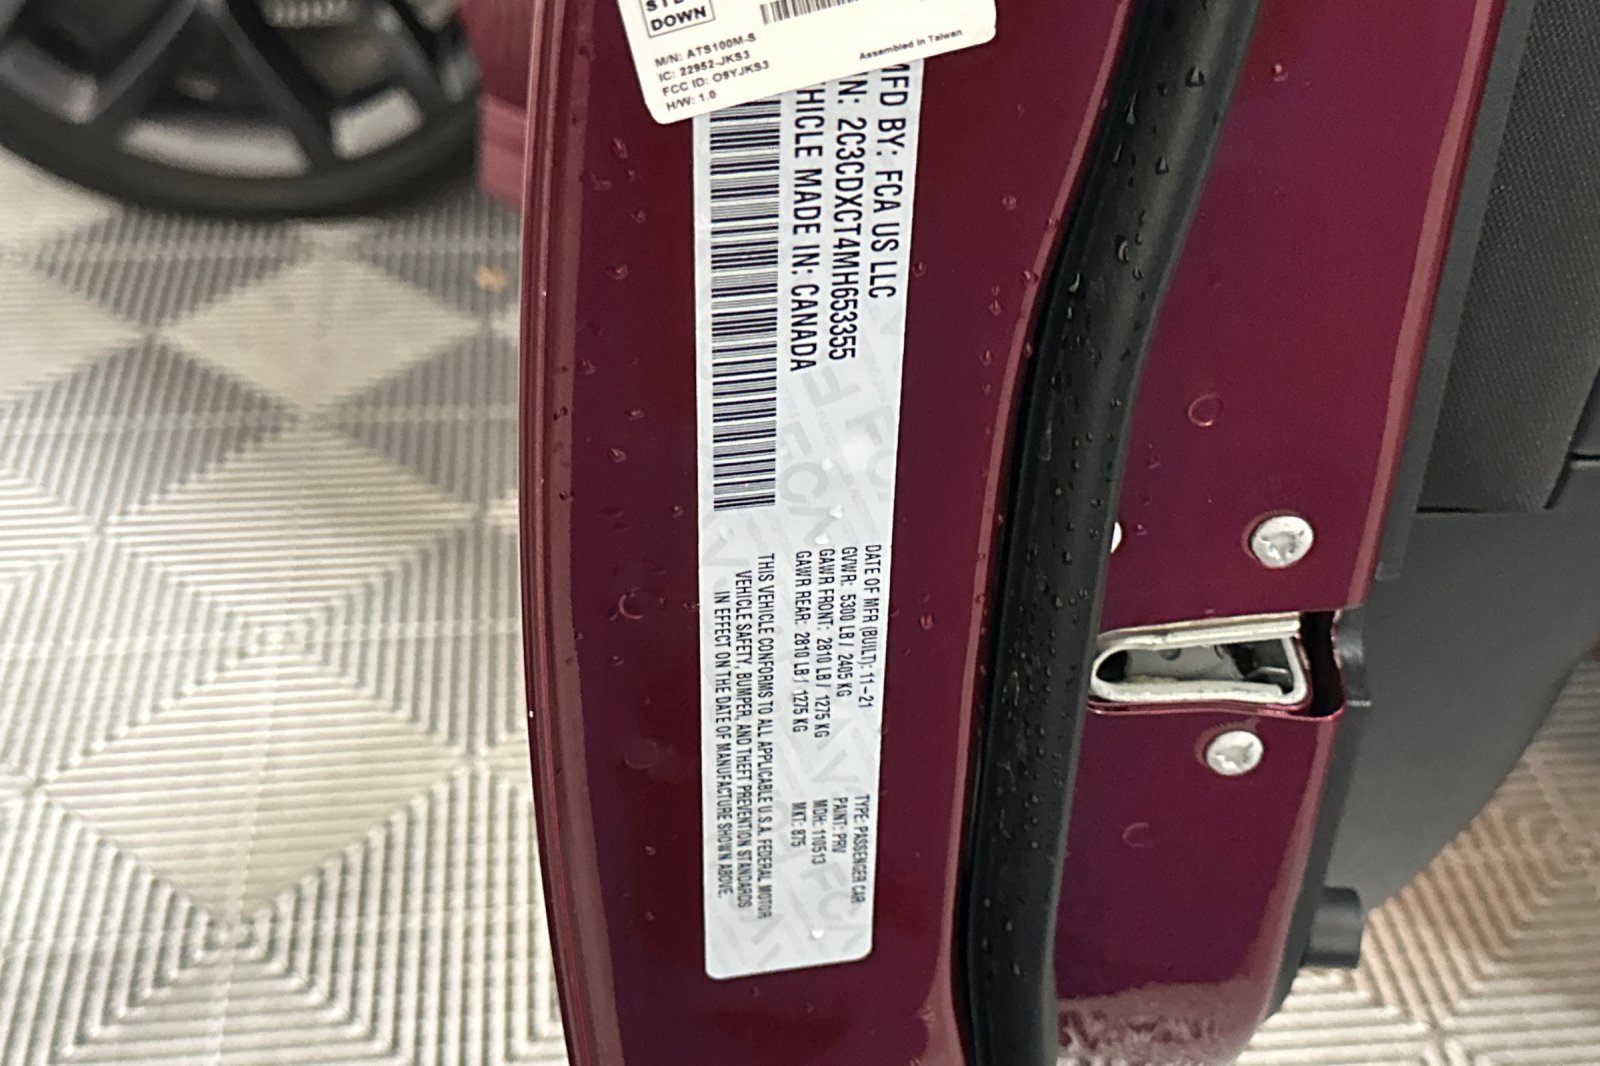 DOWN
M/N: ATS100M-S
IC: 22952-JKS3
FCC ID: O9YJKS3
H/W: 1.0
Assembled in Taiwan
MFD BY: FCA US LLC
VIN: 2C3CDXCT4MH653355
VEHICLE MADE IN: CANADA
DATE OF MFR (BUILT): 11-21
GVWR: 5300 LB / 2405 KG
GAWR FRONT: 2810 LB / 1275 KG
GAWR REAR: 2810 LB / 1275 KG
TYPE: PASSENGER CAR
PAINT: PRV
MDH: 110513
MKT: 875
THIS VEHICLE CONFORMS TO ALL APPLICABLE U.S.A. FEDERAL MOTOR
VEHICLE SAFETY, BUMPER, AND THEFT PREVENTION STANDARDS
IN EFFECT ON THE DATE OF MANUFACTURE SHOWN ABOVE.